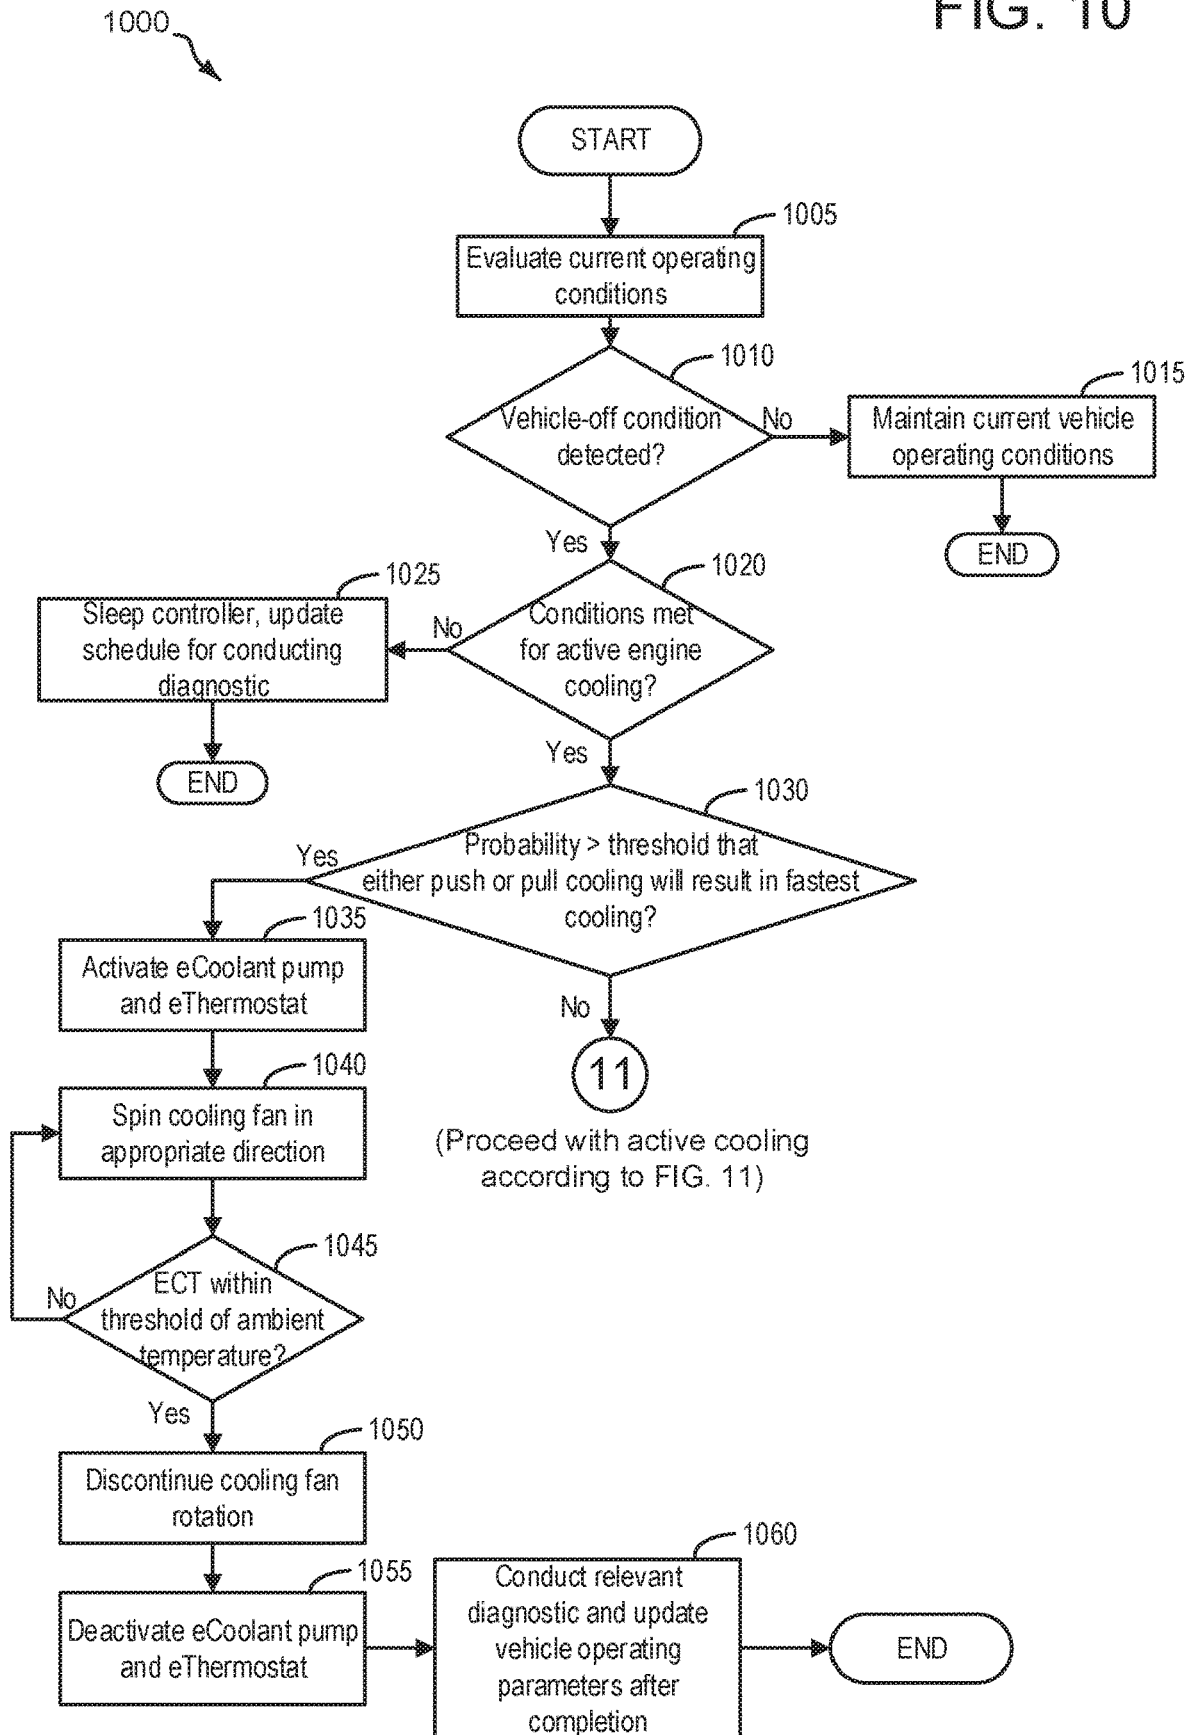 FIG. 10
1000
START
1005
Evaluate current operating
conditions
1010
Vehicle-off condition
detected?
No
1015
Maintain current vehicle
operating conditions
END
Yes
1020
Conditions met
for active engine
cooling?
No
1025
Sleep controller, update
schedule for conducting
diagnostic
END
Yes
1030
Probability > threshold that
either push or pull cooling will result in fastest
cooling?
Yes
No
11
(Proceed with active cooling
according to FIG. 11)
1035
Activate eCoolant pump
and eThermostat
1040
Spin cooling fan in
appropriate direction
1045
ECT within
threshold of ambient
temperature?
No
Yes
1050
Discontinue cooling fan
rotation
1055
Deactivate eCoolant pump
and eThermostat
1060
Conduct relevant
diagnostic and update
vehicle operating
parameters after
completion
END